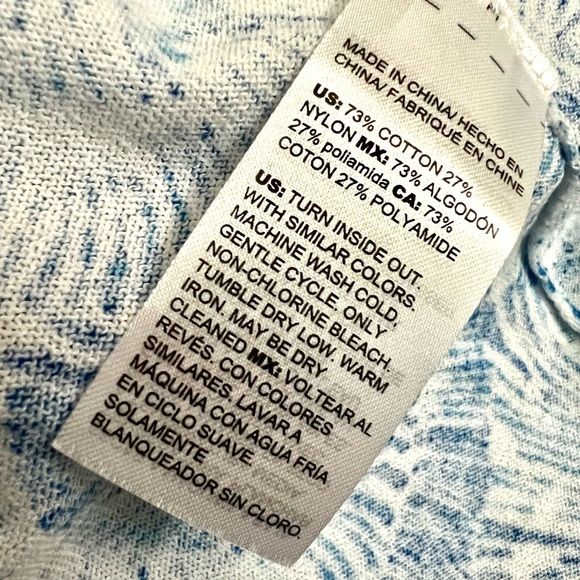 MADE IN CHINA/ HECHO EN
CHINA/ FABRIQUÉ EN CHINE
US: 73% COTTON 27%
NYLON MX: 73% ALGODÓN
27% poliamida CA: 73%
COTON 27% POLYAMIDE
US: TURN INSIDE OUT.
WITH SIMILAR COLORS.
MACHINE WASH COLD,
GENTLE CYCLE. ONLY
NON-CHLORINE BLEACH.
TUMBLE DRY LOW. WARM
IRON. MAY BE DRY
CLEANED MX: VOLTEAR AL
REVÉS. CON COLORES
SIMILARES. LAVAR A
MÁQUINA CON AGUA FRÍA
EN CICLO SUAVE.
SOLAMENTE
BLANQUEADOR SIN CLORO.